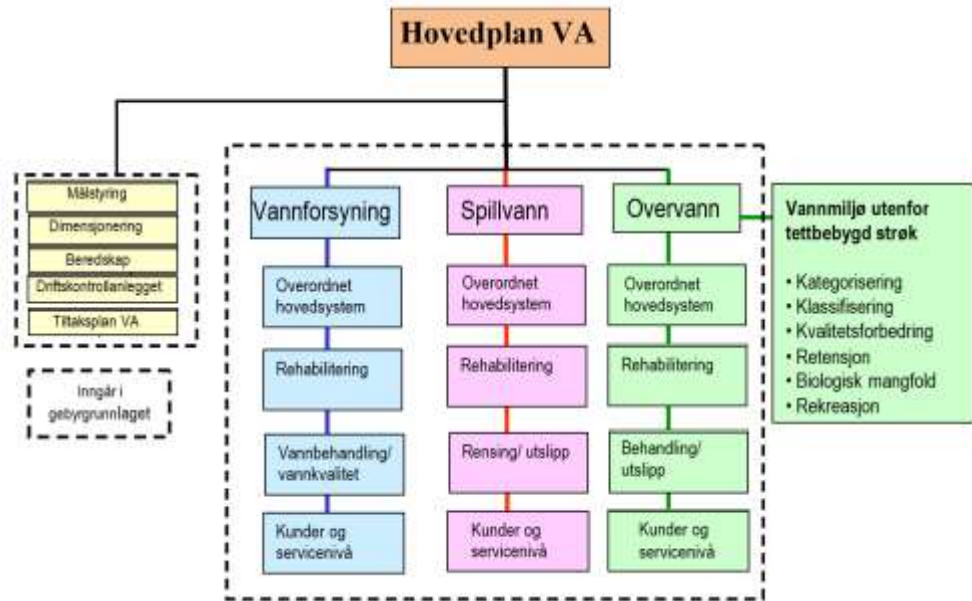 Hovedplan VA
Målstyring
Dimensjonering
Beredskap
Driftskontrollanlegget
Tiltaksplan VA
Inngår i
gebyrgrunnlaget
Vannforsyning
Overordnet
hovedsystem
Rehabilitering
Vannbehandling/
vannkvalitet
Kunder og
servicenivå
Spillvann
Overordnet
hovedsystem
Rehabilitering
Rensing/ utslipp
Kunder og
servicenivå
Overvann
Overordnet
hovedsystem
Rehabilitering
Behandling/
utslipp
Kunder og
servicenivå
Vannmiljø utenfor
tettbebygd strøk
• Kategorisering
• Klassifisering
• Kvalitetsforbedring
• Retensjon
• Biologisk mangfold
• Rekreasjon